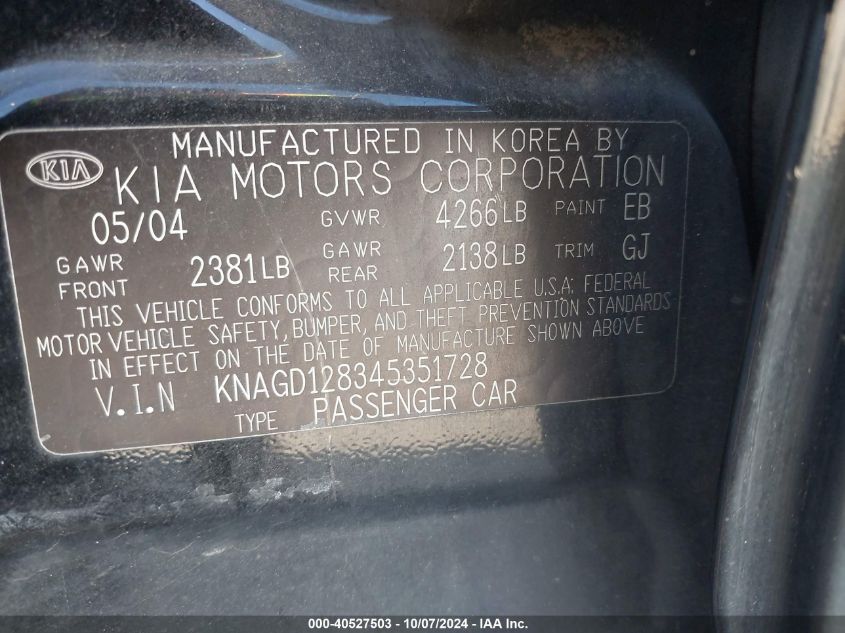 MANUFACTURED IN KOREA BY
KIA KIA MOTORS CORPORATION
05/04 GVWR 4266LB PAINT EB
GAWR FRONT 2381LB GAWR REAR 2138LB TRIM GJ
THIS VEHICLE CONFORMS TO ALL APPLICABLE U.S.A. FEDERAL
MOTOR VEHICLE SAFETY, BUMPER, AND THEFT PREVENTION STANDARDS
IN EFFECT ON THE DATE OF MANUFACTURE SHOWN ABOVE
V.I.N KNAGD128345351728
TYPE PASSENGER CAR
000-40527503 - 10/07/2024 - IAA Inc.